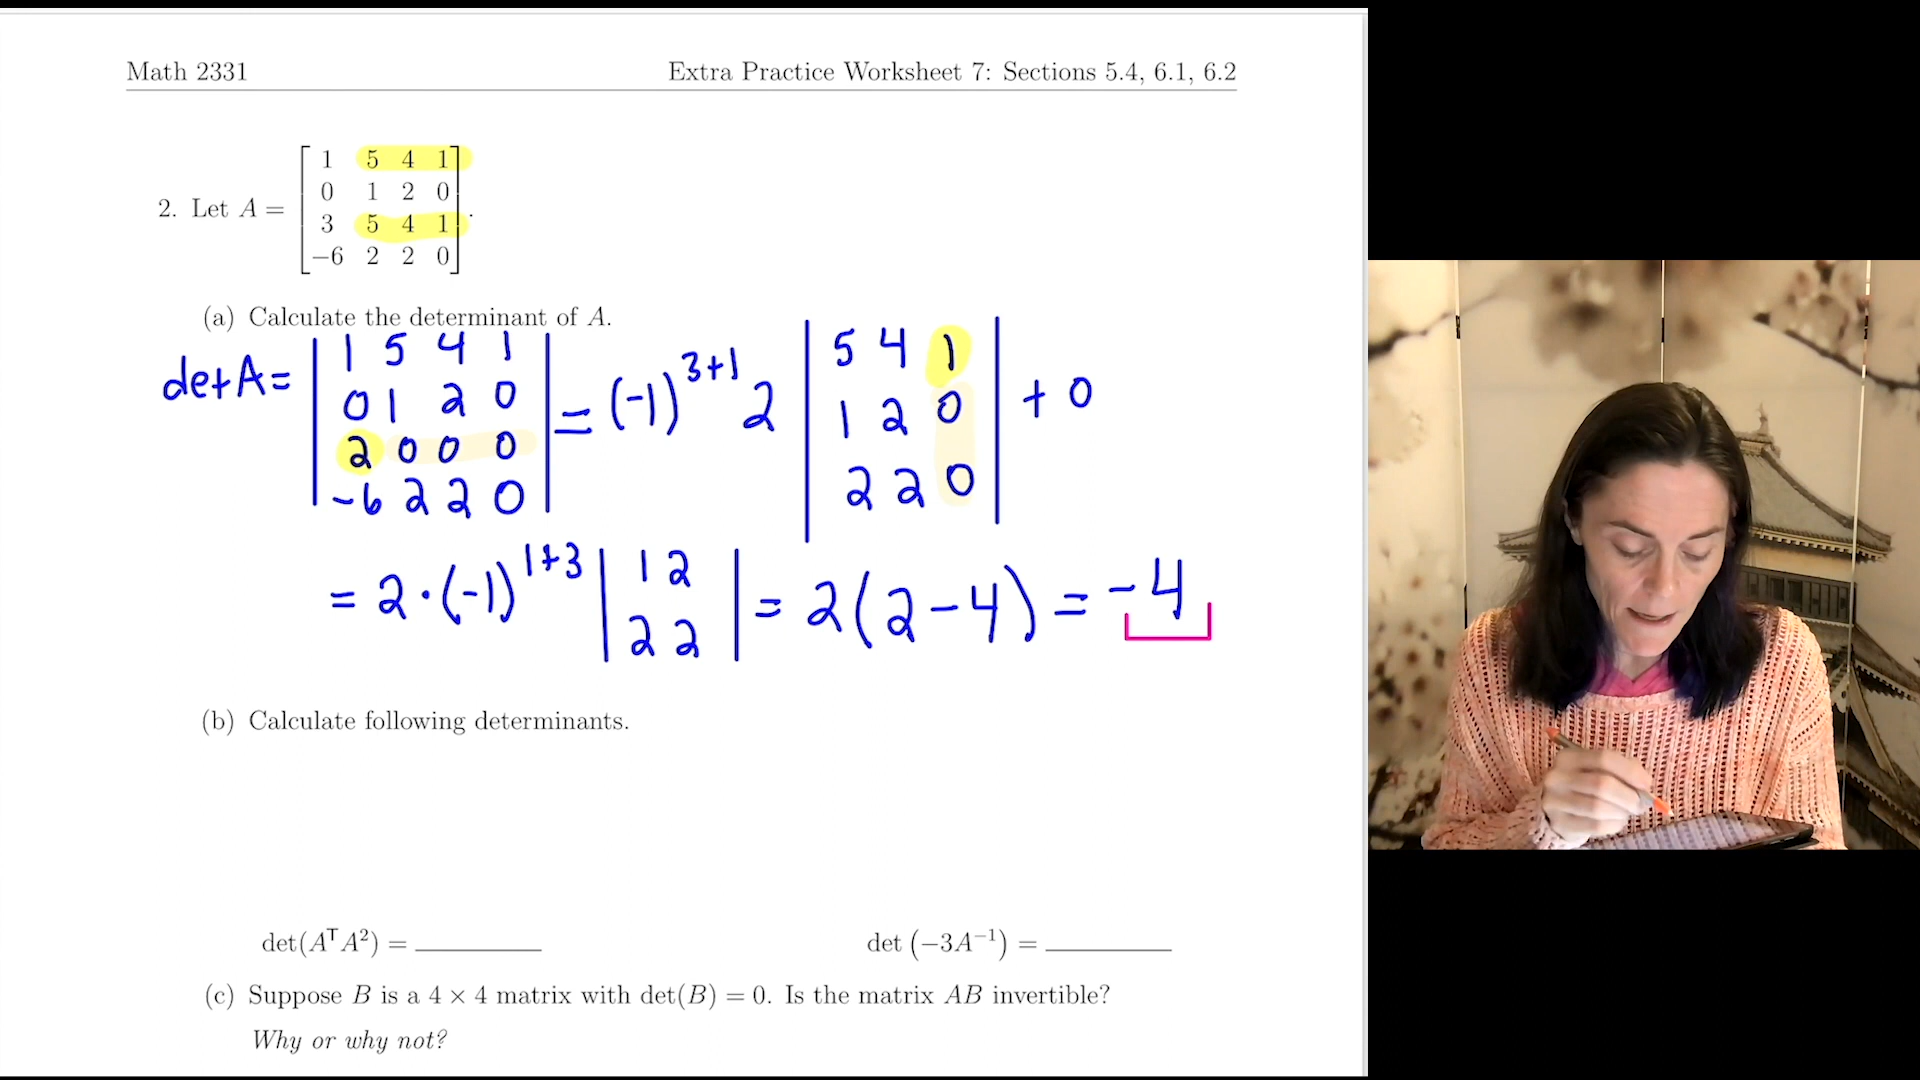 Math 2331 Extra Practice Worksheet 7: Sections 5.4, 6.1, 6.2
2. Let A = [ 1 5 4 1
0 1 2 0
3 5 4 1
−6 2 2 0 ].
(a) Calculate the determinant of A.
det A = | 1 5 4 1
0 1 2 0
2 0 0 0
-6 2 2 0 | = (-1)^{3+1} 2 | 5 4 1
1 2 0
2 2 0 | + 0
= 2 · (-1)^{1+3} | 1 2
2 2 | = 2(2 - 4) = -4
(b) Calculate following determinants.
det(AᵀA²) = ________ det (−3A⁻¹) = ________
(c) Suppose B is a 4 × 4 matrix with det(B) = 0. Is the matrix AB invertible?
Why or why not?